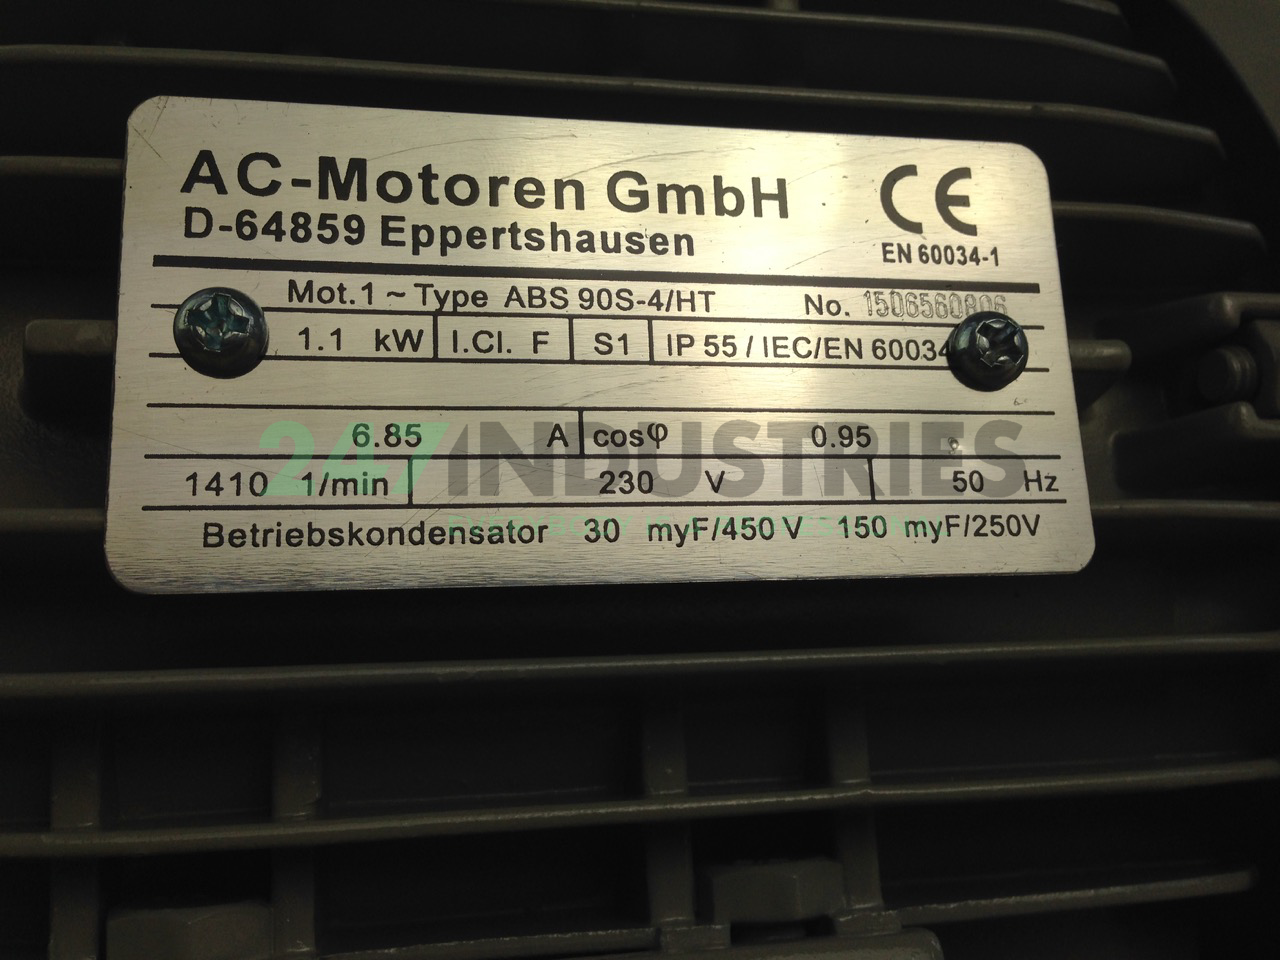 AC-Motoren GmbH
D-64859 Eppertshausen
CE
EN 60034-1
Mot.1 ~ Type ABS 90S-4/HT No. 1506560806
1.1 kW I.Cl. F S1 IP 55 / IEC/EN 60034
6.85 A cosφ 0.95
247INDUSTRIES
1410 1/min 230 V 50 Hz
Betriebskondensator 30 myF/450 V 150 myF/250V